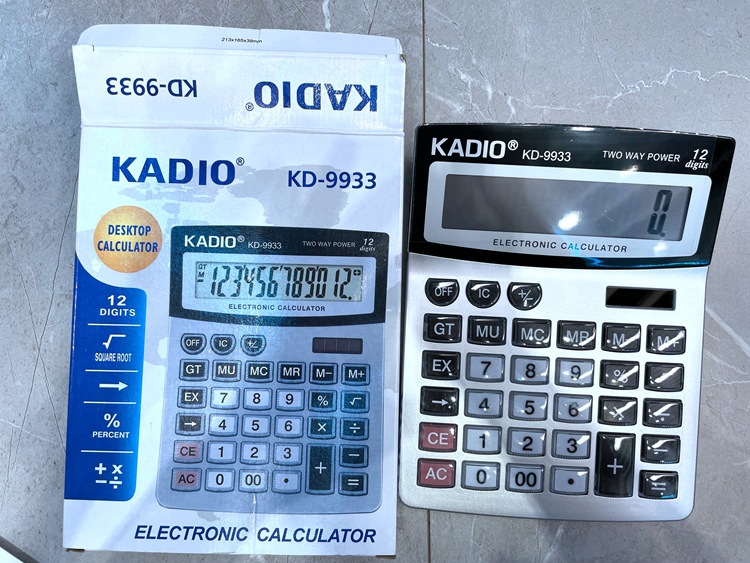 213x165x39mm
KADIO®
KD-9933
KADIO®
KD-9933
DESKTOP
CALCULATOR
12
DIGITS
√
SQUARE ROOT
→
%
PERCENT
+ ×
- ÷
KADIO® KD-9933 TWO WAY POWER 12 digits
GT
M
-123456789012.
ELECTRONIC CALCULATOR
OFF IC +/-
GT MU MC MR M- M+
EX 7 8 9 % √
→ 4 5 6 × ÷
CE 1 2 3 + -
AC 0 00 • =
ELECTRONIC CALCULATOR
KADIO® KD-9933 TWO WAY POWER 12 digits
0.
ELECTRONIC CALCULATOR
OFF IC +/-
GT MU MC MR M- M+
EX 7 8 9 % √
→ 4 5 6 × ÷
CE 1 2 3 + -
AC 0 00 • =